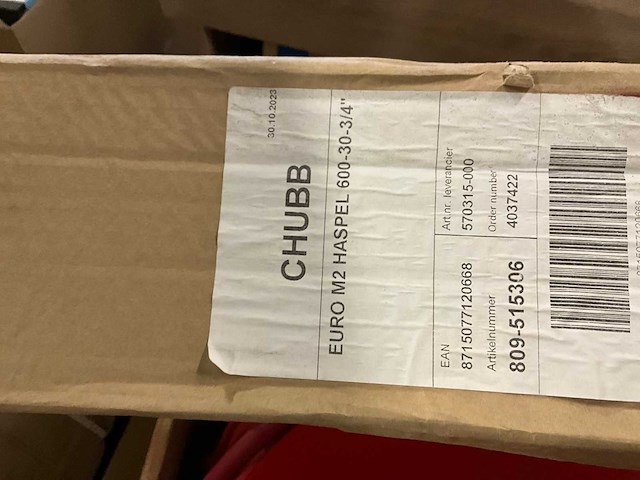 30.10.2023
CHUBB
EURO M2 HASPEL 600-30-3/4"
EAN
8715077120668
Art.nr. leverancier
570315-000
Artikelnummer
809-515306
Order number
4037422